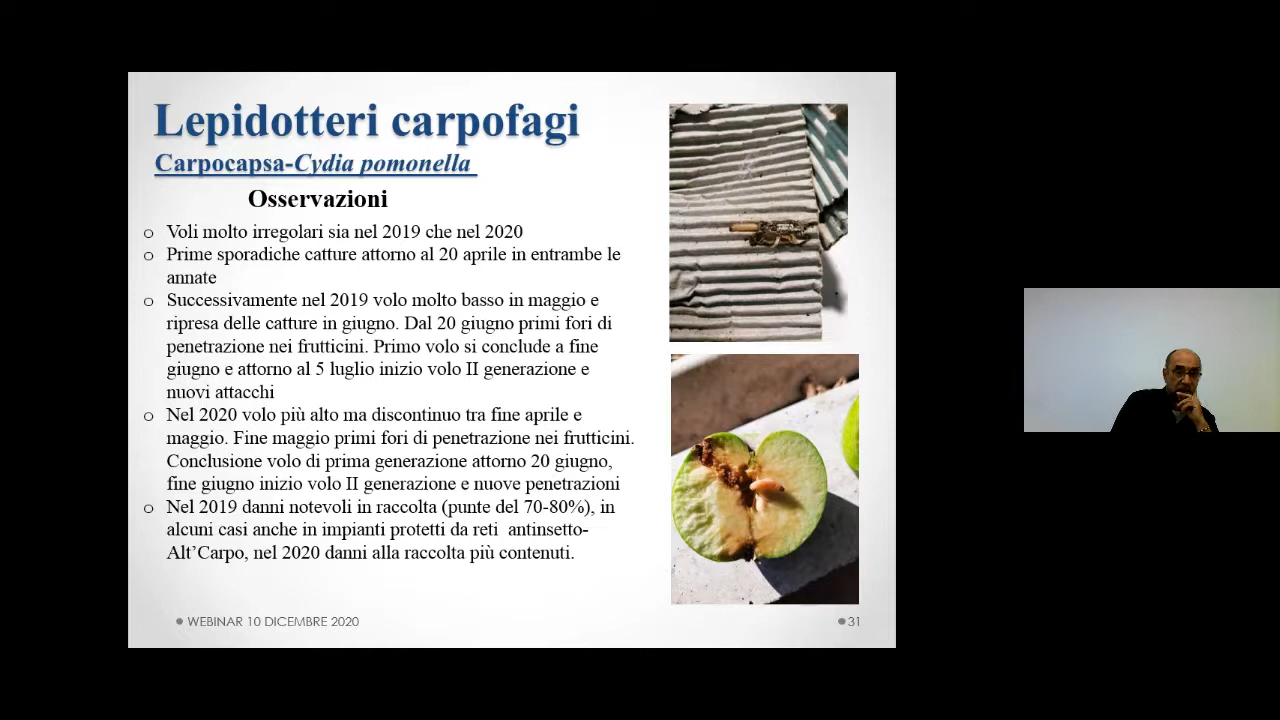 Lepidotteri carpofagi
Carpocapsa-Cydia pomonella
Osservazioni
o Voli molto irregolari sia nel 2019 che nel 2020
o Prime sporadiche catture attorno al 20 aprile in entrambe le
annate
o Successivamente nel 2019 volo molto basso in maggio e
ripresa delle catture in giugno. Dal 20 giugno primi fori di
penetrazione nei frutticini. Primo volo si conclude a fine
giugno e attorno al 5 luglio inizio volo II generazione e
nuovi attacchi
o Nel 2020 volo più alto ma discontinuo tra fine aprile e
maggio. Fine maggio primi fori di penetrazione nei frutticini.
Conclusione volo di prima generazione attorno 20 giugno,
fine giugno inizio volo II generazione e nuove penetrazioni
o Nel 2019 danni notevoli in raccolta (punte del 70-80%), in
alcuni casi anche in impianti protetti da reti antinsetto-
Alt’Carpo, nel 2020 danni alla raccolta più contenuti.
● WEBINAR 10 DICEMBRE 2020
● 31